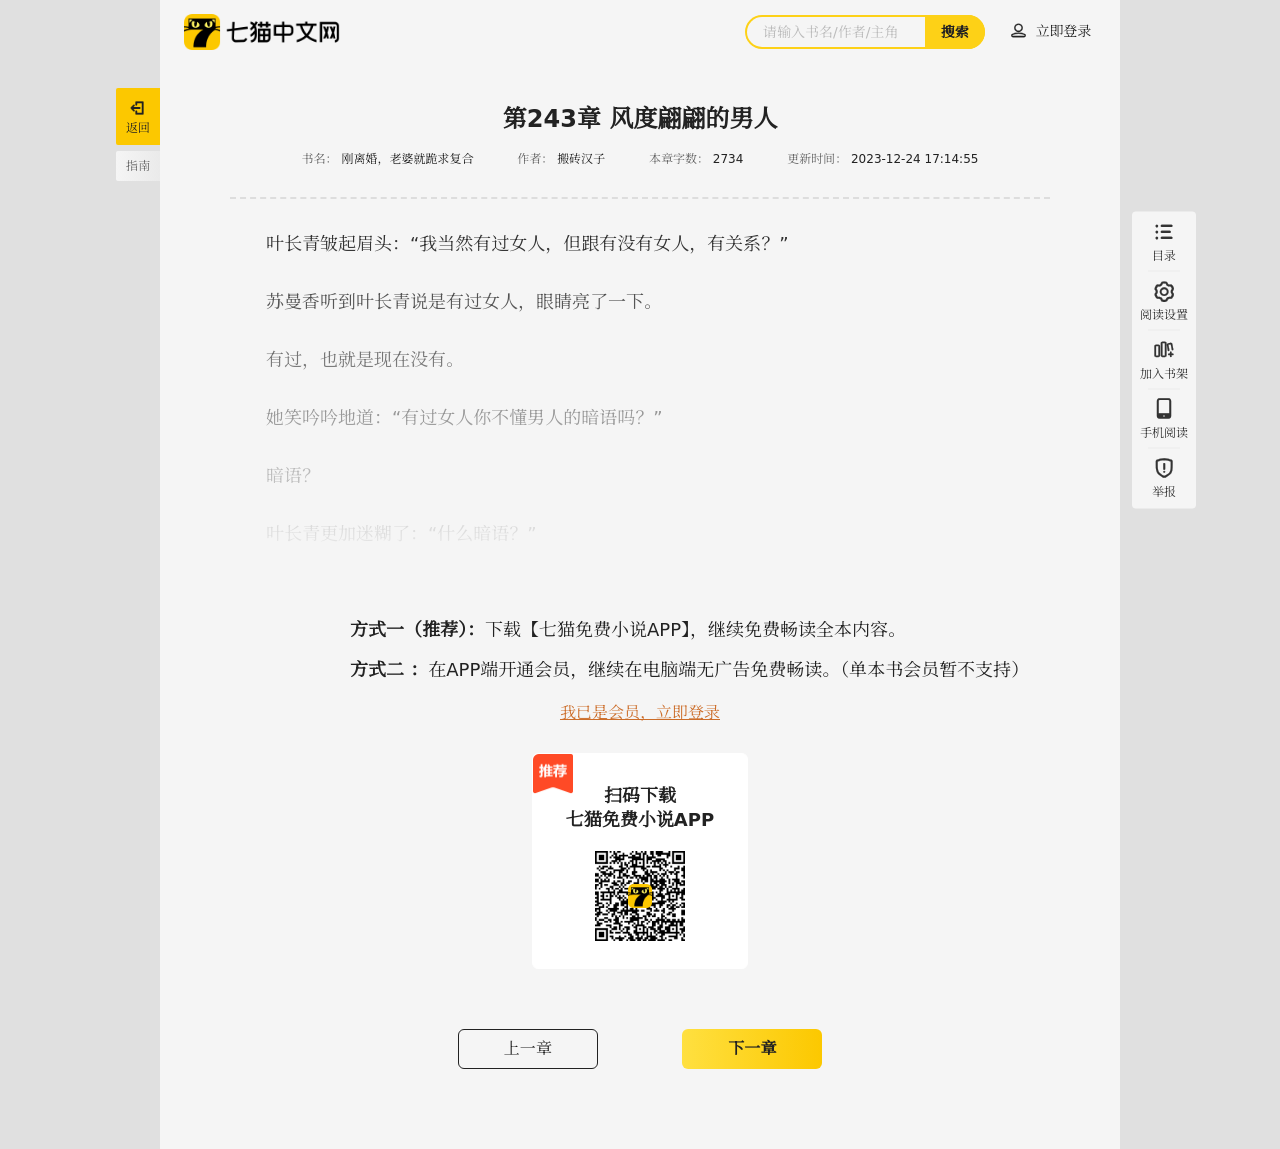 七猫中文网
请输入书名/作者/主角
搜索
立即登录
返回
指南
第243章 风度翩翩的男人
书名： 刚离婚，老婆就跪求复合 作者： 搬砖汉子 本章字数： 2734 更新时间： 2023-12-24 17:14:55
叶长青皱起眉头：“我当然有过女人，但跟有没有女人，有关系？”
苏曼香听到叶长青说是有过女人，眼睛亮了一下。
有过，也就是现在没有。
她笑吟吟地道：“有过女人你不懂男人的暗语吗？”
暗语？
叶长青更加迷糊了：“什么暗语？”
目录
阅读设置
加入书架
手机阅读
举报
方式一（推荐）：下载【七猫免费小说APP】，继续免费畅读全本内容。
方式二 ：在APP端开通会员，继续在电脑端无广告免费畅读。（单本书会员暂不支持）
我已是会员，立即登录
推荐
扫码下载
七猫免费小说APP
上一章
下一章